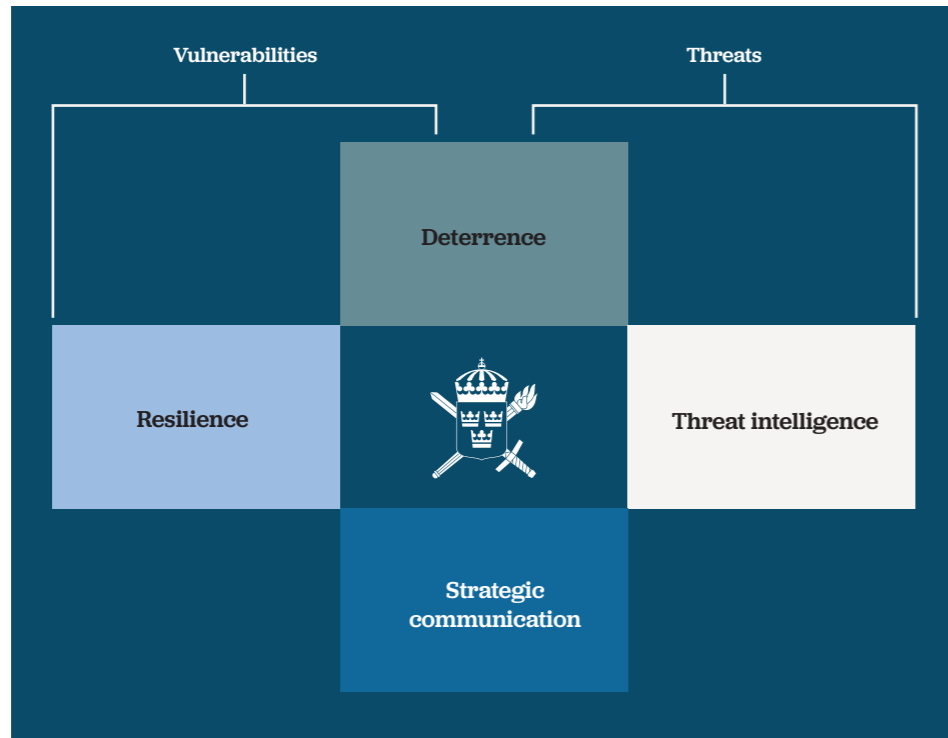 Vulnerabilities
Threats
Deterrence
Resilience
Threat intelligence
Strategic
communication